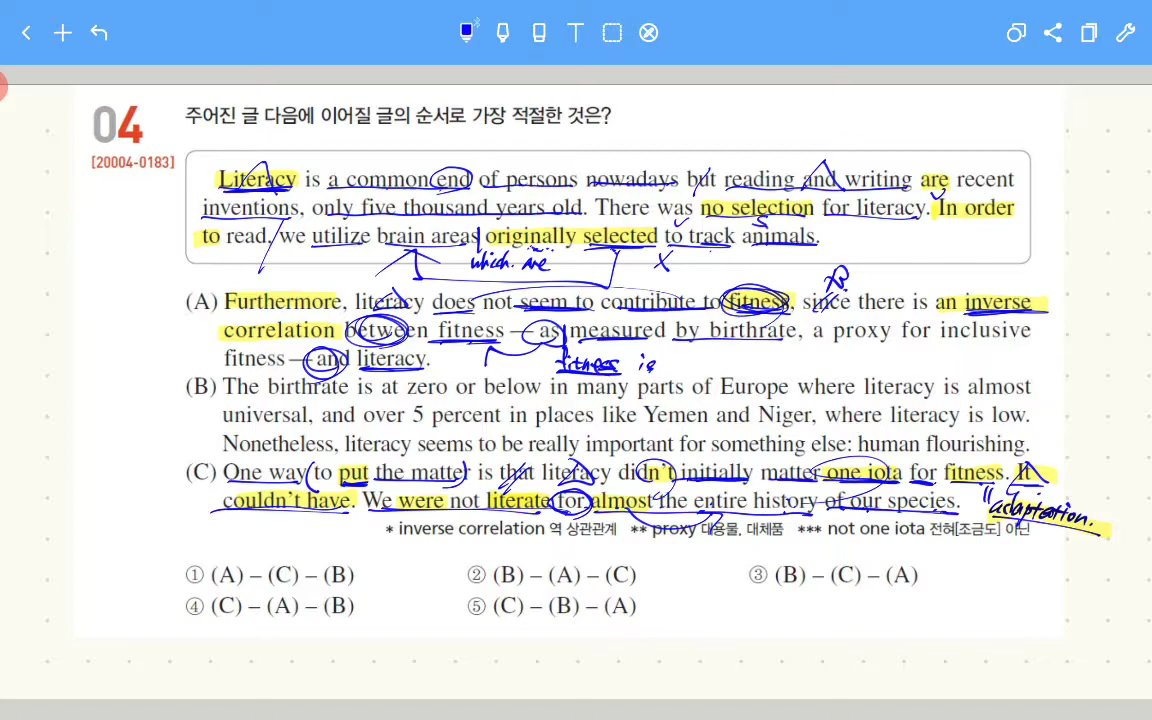 04
주어진 글 다음에 이어질 글의 순서로 가장 적절한 것은?
[20004-0183]
Literacy is a common end of persons nowadays but reading and writing are recent
inventions, only five thousand years old. There was no selection for literacy. In order
to read, we utilize brain areas originally selected to track animals.
which are
(A) Furthermore, literacy does not seem to contribute to fitness, since there is an inverse
correlation between fitness — as measured by birthrate, a proxy for inclusive
fitness — and literacy.
fitness is
(B) The birthrate is at zero or below in many parts of Europe where literacy is almost
universal, and over 5 percent in places like Yemen and Niger, where literacy is low.
Nonetheless, literacy seems to be really important for something else: human flourishing.
(C) One way to put the matter is that literacy didn't initially matter one iota for fitness. It
couldn't have. We were not literate for almost the entire history of our species.
adaptation.
* inverse correlation 역 상관관계 ** proxy 대용물, 대체품 *** not one iota 전혀[조금도] 아닌
① (A) – (C) – (B) ② (B) – (A) – (C) ③ (B) – (C) – (A)
④ (C) – (A) – (B) ⑤ (C) – (B) – (A)